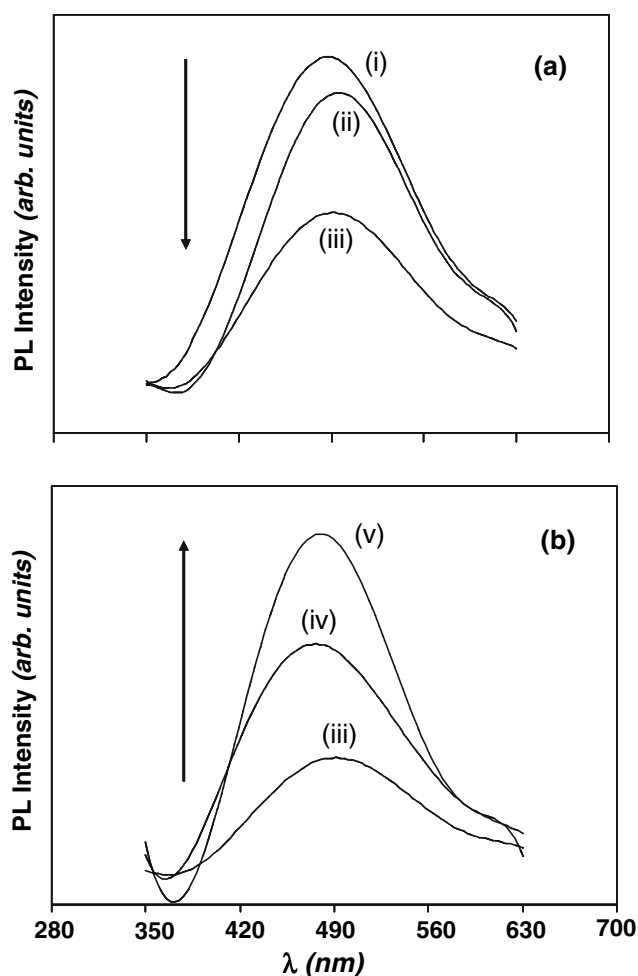 (a)
(i)
(ii)
(iii)
PL Intensity (arb. units)
(b)
(v)
(iv)
(iii)
PL Intensity (arb. units)
280 350 420 490 560 630 700
λ (nm)